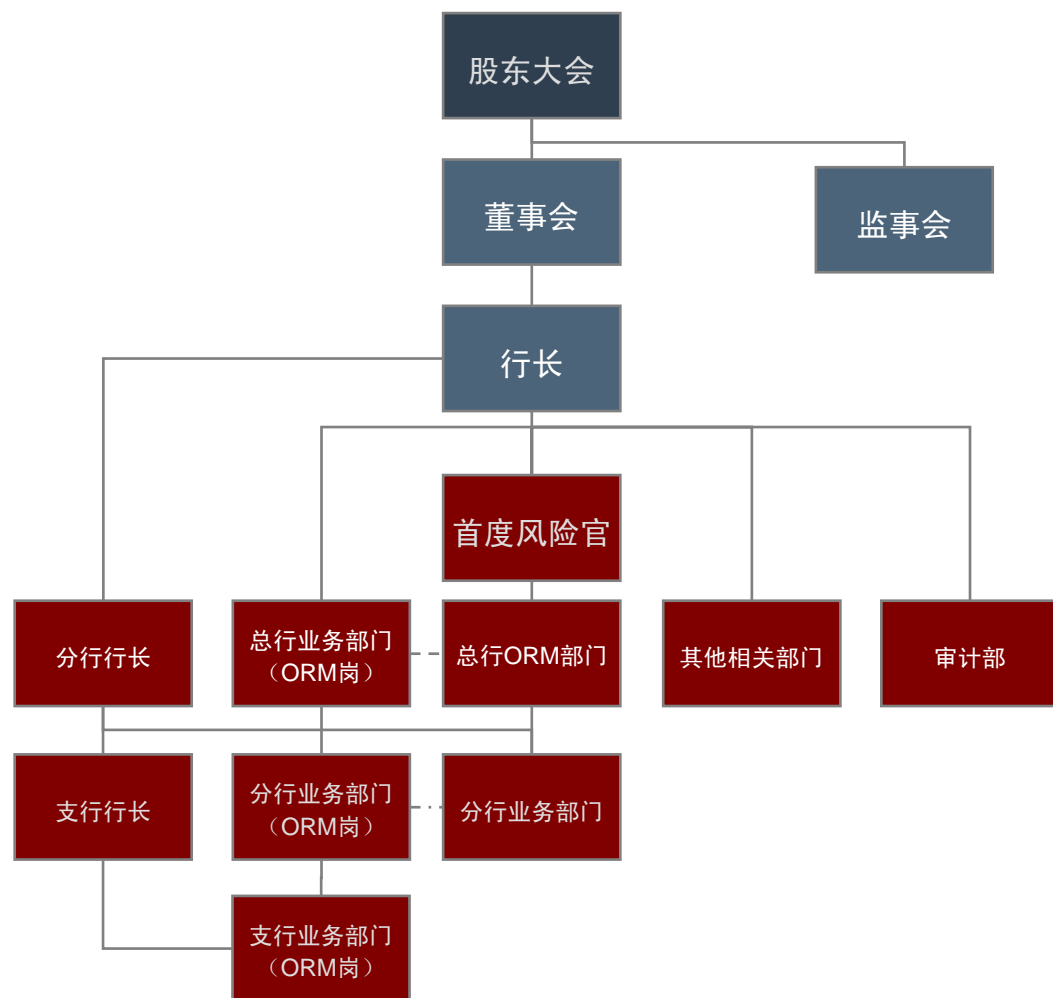 股东大会
董事会
监事会
行长
首度风险官
分行行长
总行业务部门
（ORM岗）
总行ORM部门
其他相关部门
审计部
支行行长
分行业务部门
（ORM岗）
分行业务部门
支行业务部门
（ORM岗）